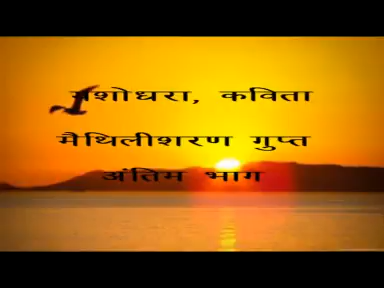 यशोधरा, कविता
मैथिलीशरण गुप्त
अंतिम भाग